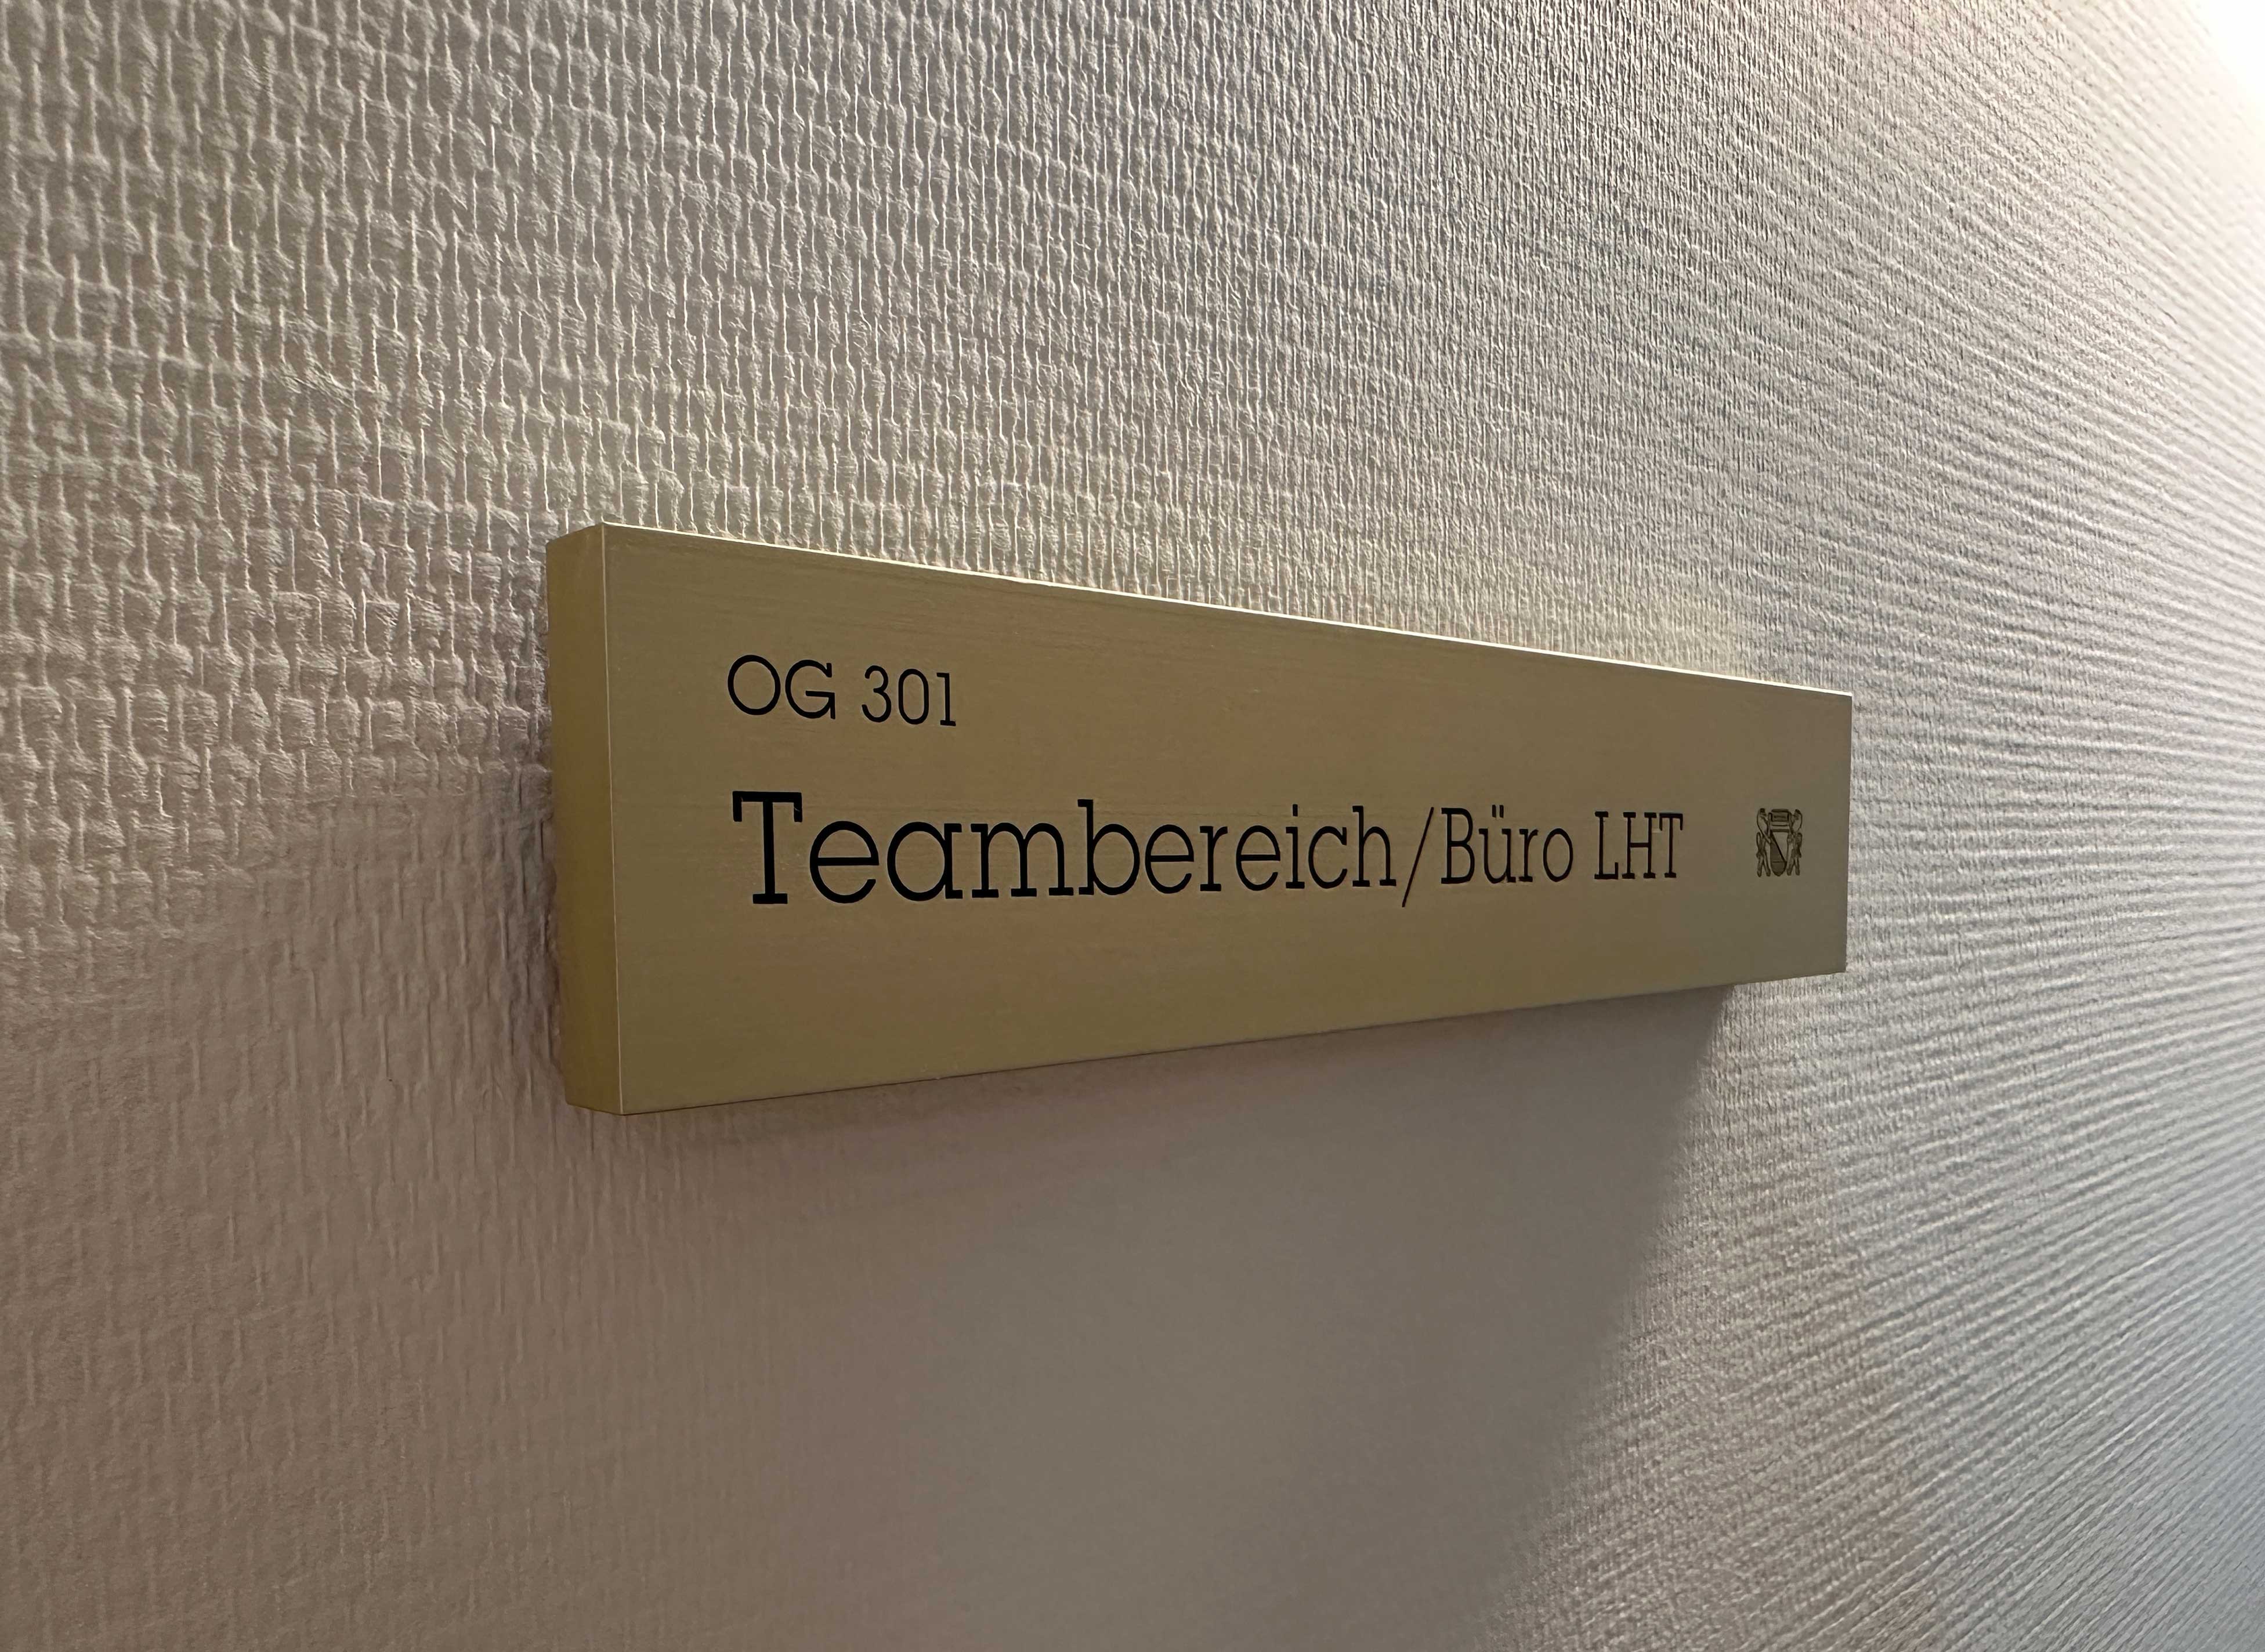 OG 301
Teambereich/Büro LHT